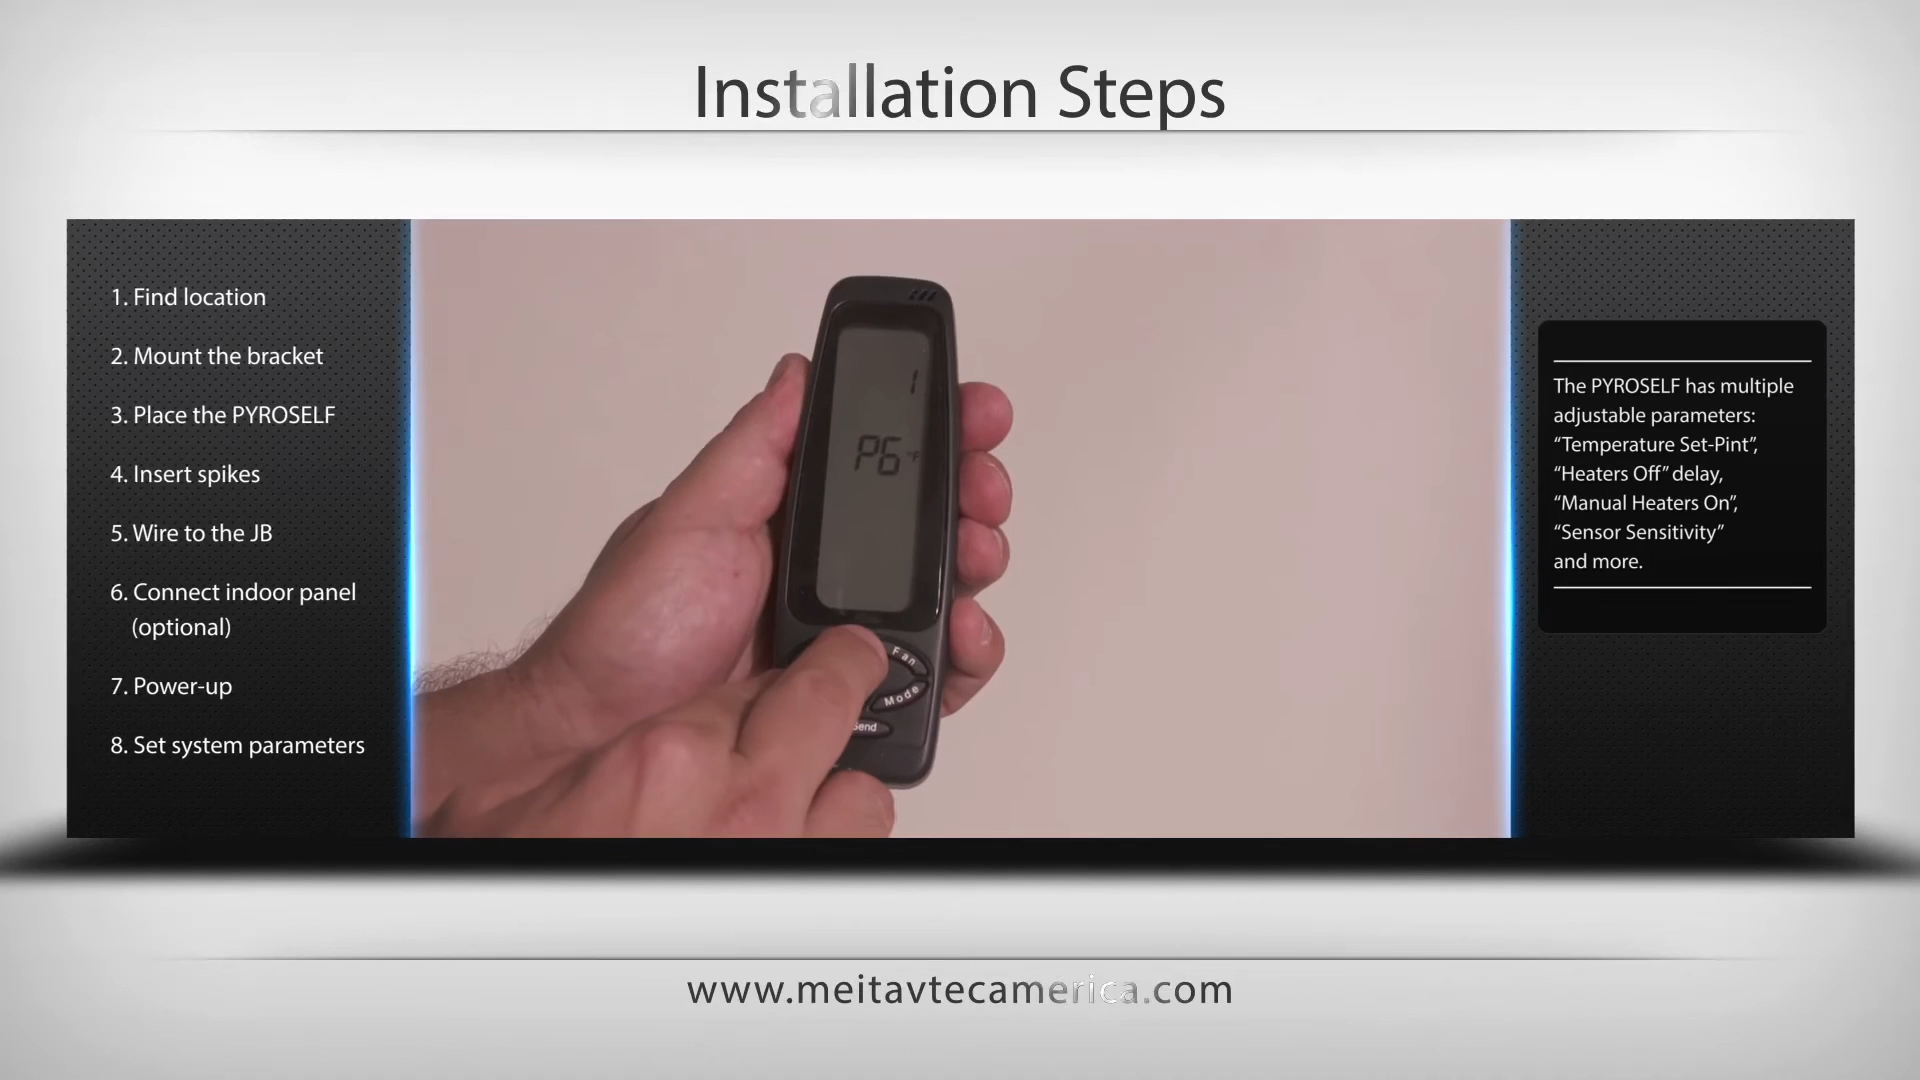 Installation Steps
1. Find location
2. Mount the bracket
3. Place the PYROSELF
4. Insert spikes
5. Wire to the JB
6. Connect indoor panel
(optional)
7. Power-up
8. Set system parameters
1
P6 °F
Fan
Mode
Send
The PYROSELF has multiple
adjustable parameters:
“Temperature Set-Pint”,
“Heaters Off” delay,
“Manual Heaters On”,
“Sensor Sensitivity”
and more.
www.meitavtecamerica.com